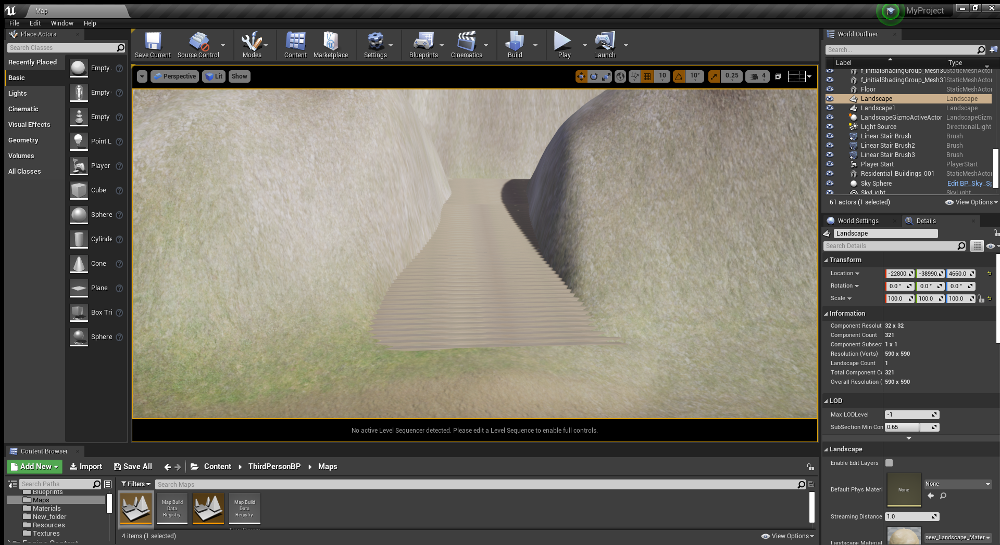 Map
MyProject
File Edit Window Help
Place Actors
Search Classes
Recently Placed
Basic
Lights
Cinematic
Visual Effects
Geometry
Volumes
All Classes
Empty
Empty
Empty
Point L
Player
Cube
Sphere
Cylinde
Cone
Plane
Box Tri
Sphere
Save Current Source Control Modes Content Marketplace Settings Blueprints Cinematics Build Play Launch
Perspective Lit Show 10 10° 0.25 4
No active Level Sequencer detected. Please edit a Level Sequence to enable full controls.
World Outliner
Search...
Label Type
f_initialShadingGroup_Mesh30 StaticMeshActor
f_initialShadingGroup_Mesh31 StaticMeshActor
Floor StaticMeshActo
Landscape Landscape
Landscape1 Landscape
LandscapeGizmoActiveActor LandscapeGizm
Light Source DirectionalLight
Linear Stair Brush Brush
Linear Stair Brush2 Brush
Linear Stair Brush3 Brush
Player Start PlayerStart
Residential_Buildings_001 StaticMeshActo
Sky Sphere Edit BP_Sky_Sp
SkyLight SkyLight
61 actors (1 selected) View Options
World Settings Details
Landscape
Search Details
Transform
Location -22800. -38990. 4660.0
Rotation 0.0 ° 0.0 ° 0.0 °
Scale 100.0 100.0 100.0
Information
Component Resolut 32 x 32
Component Count 321
Component Subsec 1 x 1
Resolution (Verts) 590 x 590
Landscape Count 1
Total Component Co 321
Overall Resolution ( 590 x 590
LOD
Max LODLevel -1
SubSection Min Con 0.65
Landscape
Enable Edit Layers
Default Phys Materi None None
Streaming Distance 1.0
Landscape Material new_Landscape_Mater
Content Browser
Add New Import Save All Content ThirdPersonBP Maps
Search Paths
Blueprints
Maps
Materials
New_folder
Resources
Textures
Engine Content
Filters Search Maps
Map Build
Data
Registry
Map Build
Data
Registry
ThirdPerson
4 items (1 selected) View Options